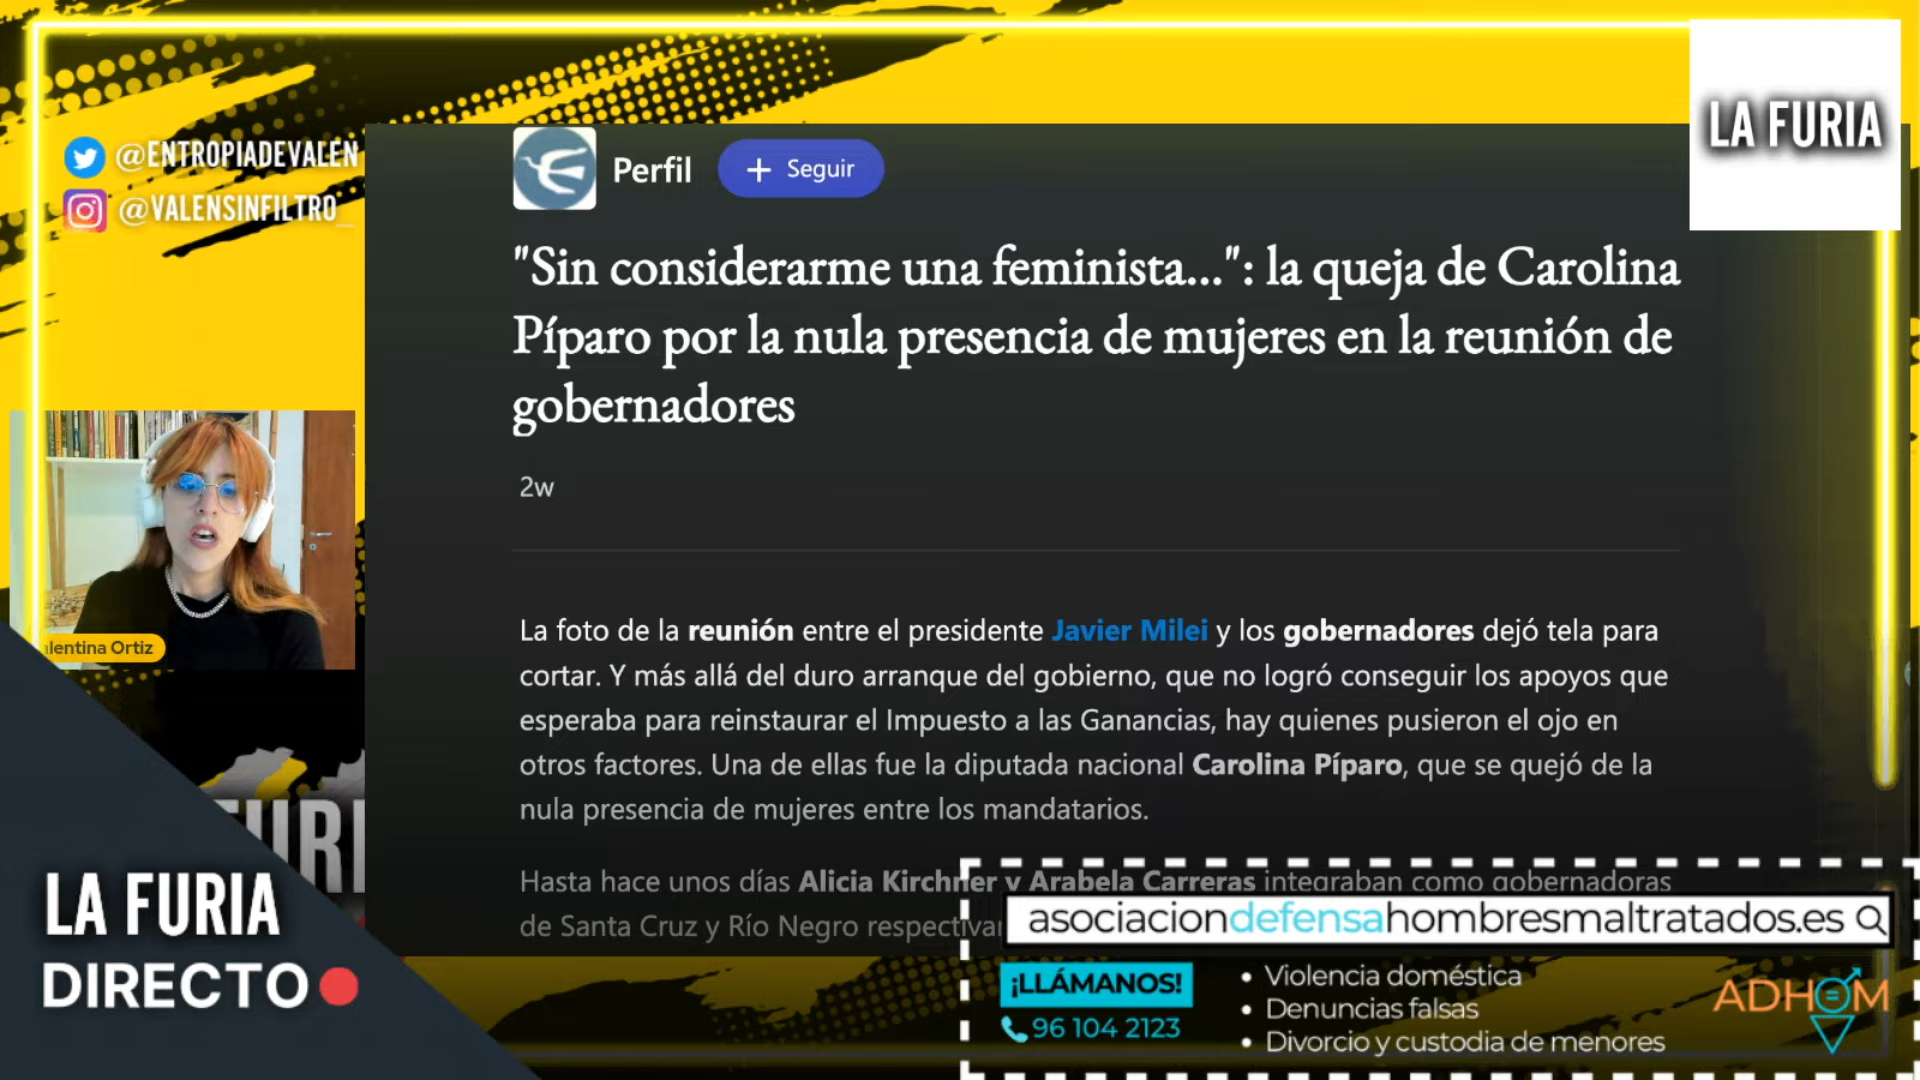 LA FURIA
@ENTROPIADEVALEN
@VALENSINFILTRO_
Perfil
+ Seguir
"Sin considerarme una feminista...": la queja de Carolina
Píparo por la nula presencia de mujeres en la reunión de
gobernadores
2w
La foto de la reunión entre el presidente Javier Milei y los gobernadores dejó tela para
cortar. Y más allá del duro arranque del gobierno, que no logró conseguir los apoyos que
esperaba para reinstaurar el Impuesto a las Ganancias, hay quienes pusieron el ojo en
otros factores. Una de ellas fue la diputada nacional Carolina Píparo, que se quejó de la
nula presencia de mujeres entre los mandatarios.
Hasta hace unos días Alicia Kirchner y Arabela Carreras integraban como gobernadoras
de Santa Cruz y Río Negro
alentina Ortiz
LA FURIA
DIRECTO
asociaciondefensahombresmaltratados.es
¡LLÁMANOS!
96 104 2123
• Violencia doméstica
• Denuncias falsas
• Divorcio y custodia de menores
ADHOM